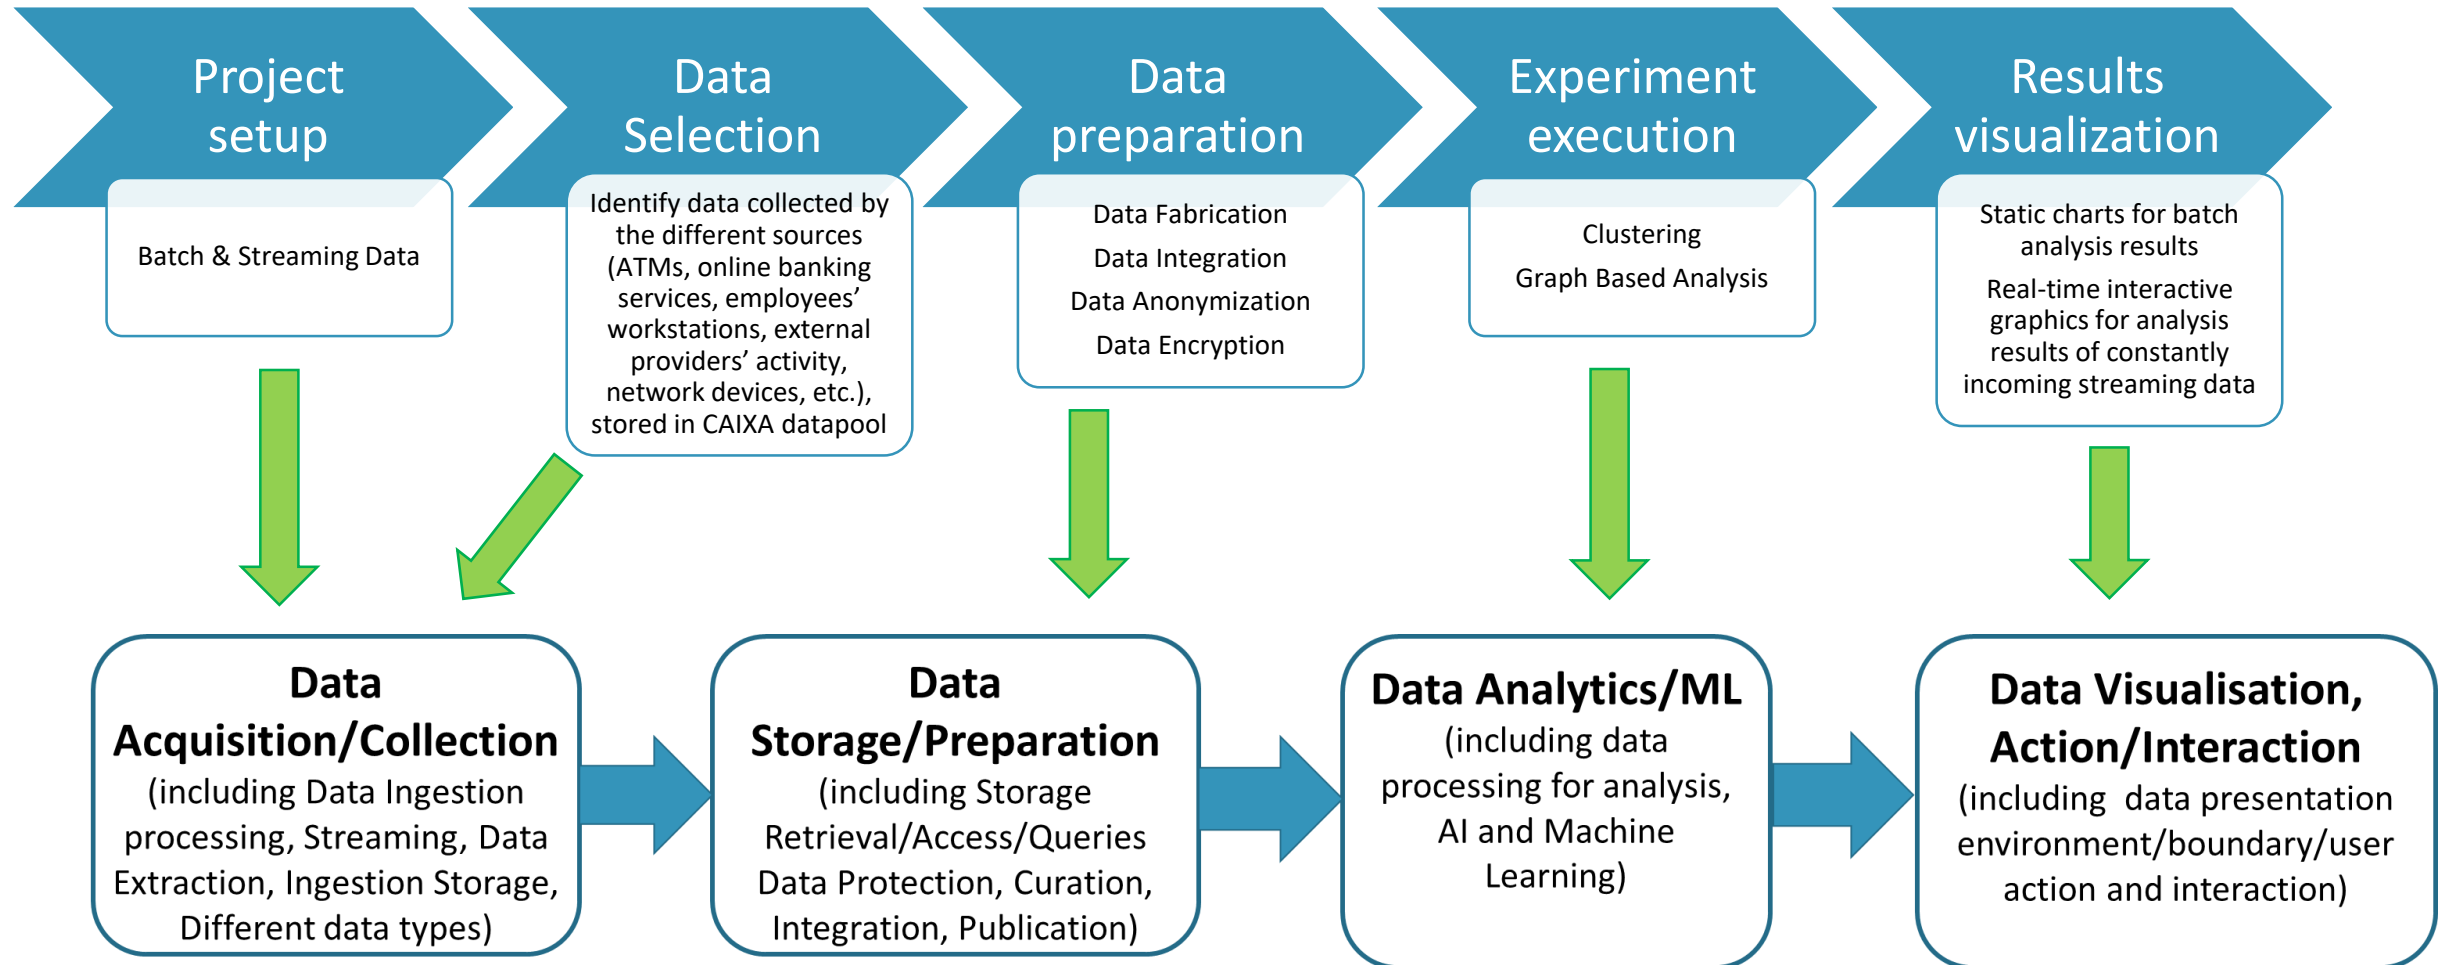 Project
setup
Batch & Streaming Data
Data
Selection
Identify data collected by
the different sources
(ATMs, online banking
services, employees’
workstations, external
providers’ activity,
network devices, etc.),
stored in CAIXA datapool
Data
preparation
Data Fabrication
Data Integration
Data Anonymization
Data Encryption
Experiment
execution
Clustering
Graph Based Analysis
Results
visualization
Static charts for batch
analysis results
Real-time interactive
graphics for analysis
results of constantly
incoming streaming data
Data
Acquisition/Collection
(including Data Ingestion
processing, Streaming, Data
Extraction, Ingestion Storage,
Different data types)
Data
Storage/Preparation
(including Storage
Retrieval/Access/Queries
Data Protection, Curation,
Integration, Publication)
Data Analytics/ML
(including data
processing for analysis,
AI and Machine
Learning)
Data Visualisation,
Action/Interaction
(including  data presentation
environment/boundary/user
action and interaction)